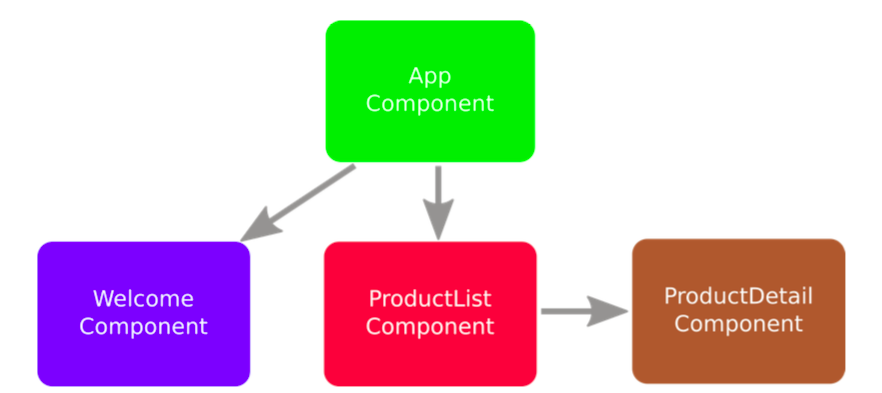 App
Component
Welcome
Component
ProductList
Component
ProductDetail
Component